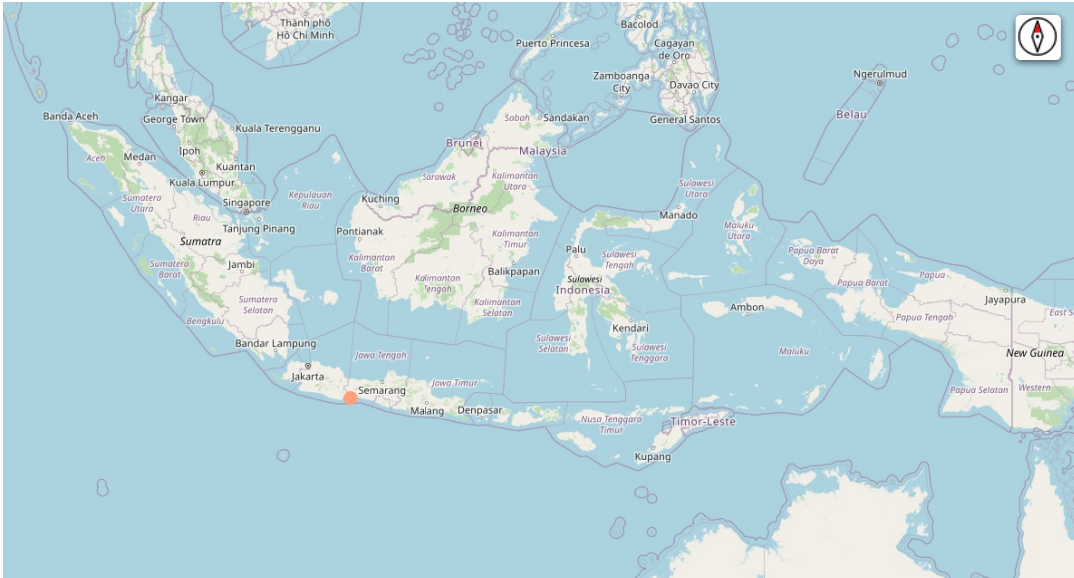 Thành phố
Hồ Chí Minh
Bacolod
Puerto Princesa
Cagayan
de Oro
Zamboanga
City
Davao City
Ngerulmud
Kangar
Banda Aceh
George Town
Kuala Terengganu
Sabah
Sandakan
General Santos
Belau
Ipoh
Brunei
Malaysia
Aceh
Medan
Kuantan
Kuala Lumpur
Sarawak
Kalimantan
Utara
Sulawesi
Utara
Sumatera
Utara
Kepulauan
Riau
Kuching
Singapore
Borneo
Riau
Manado
Tanjung Pinang
Pontianak
Maluku
Utara
Sumatra
Kalimantan
Timur
Palu
Papua Barat
Daya
Sumatera
Barat
Jambi
Kalimantan
Barat
Sulawesi
Tengah
Balikpapan
Kalimantan
Tengah
Sulawesi
Papua
Papua Barat
Indonesia
Sumatera
Selatan
Kalimantan
Selatan
Ambon
Jayapura
Bengkulu
Kendari
Papua Tengah
East S
Bandar Lampung
Sulawesi
Selatan
Sulawesi
Tenggara
Maluku
New Guinea
Jawa Tengah
Jakarta
Semarang
Jawa Timur
Papua Selatan
Western
Malang
Denpasar
Nusa Tenggara
Timur
Timor-Leste
Kupang